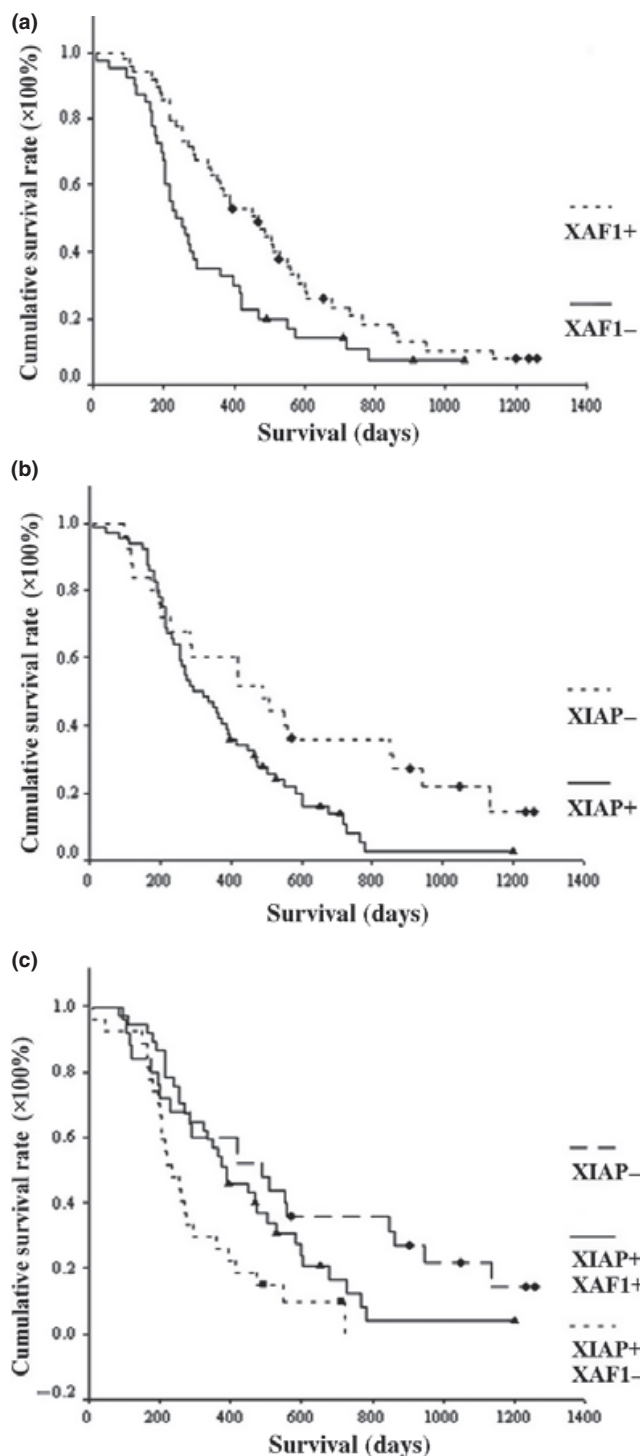 (a)
Cumulative survival rate (×100%)
1.0
0.8
0.6
0.4
0.2
0.0
0 200 400 600 800 1000 1200 1400
Survival (days)
XAF1+
XAF1–
(b)
Cumulative survival rate (×100%)
1.0
0.8
0.6
0.4
0.2
0.0
0 200 400 600 800 1000 1200 1400
Survival (days)
XIAP–
XIAP+
(c)
Cumulative survival rate (×100%)
1.0
0.8
0.6
0.4
0.2
0.0
–0.2
0 200 400 600 800 1000 1200 1400
Survival (days)
XIAP–
XIAP+
XAF1+
XIAP+
XAF1–